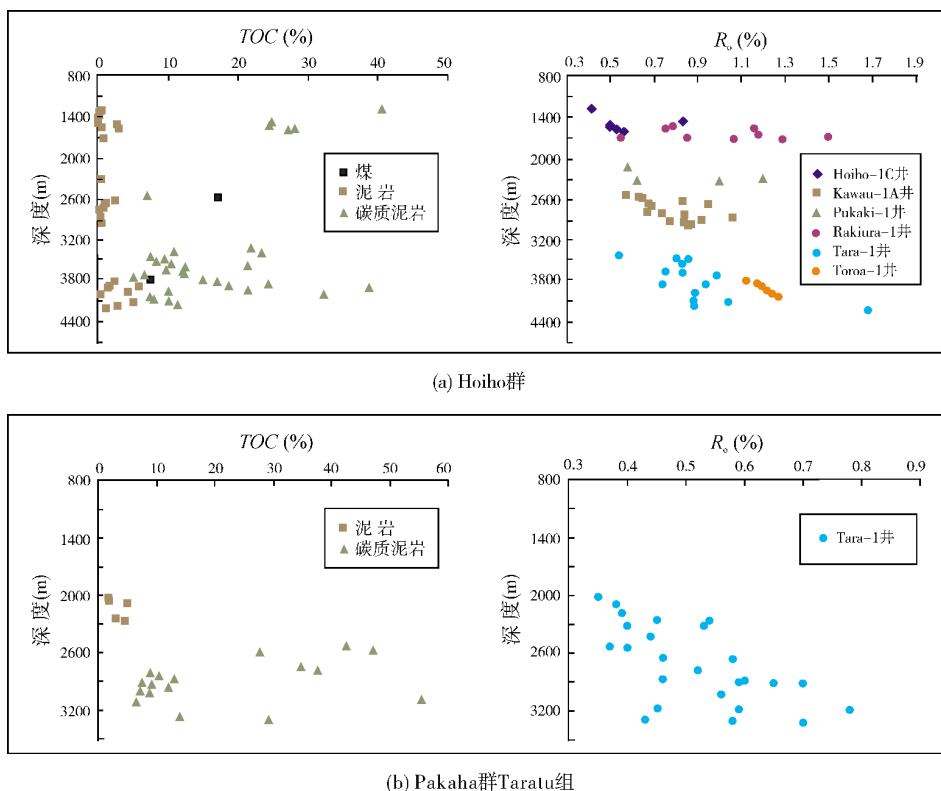 TOC (%)
0 10 20 30 40 50
800
1400
2000
2600
3200
3800
4400
深度(m)
煤
泥岩
碳质泥岩
Ro (%)
0.3 0.5 0.7 0.9 1.1 1.3 1.5 1.7 1.9
800
1400
2000
2600
3200
3800
4400
深度(m)
Hoiho-1C井
Kawau-1A井
Pukaki-1井
Rakiura-1井
Tara-1井
Toroa-1井
(a) Hoiho群
TOC (%)
0 10 20 30 40 50 60
800
1400
2000
2600
3200
深度(m)
泥岩
碳质泥岩
Ro (%)
0.3 0.4 0.5 0.6 0.7 0.8 0.9
800
1400
2000
2600
3200
深度(m)
Tara-1井
(b) Pakaha群Taratu组